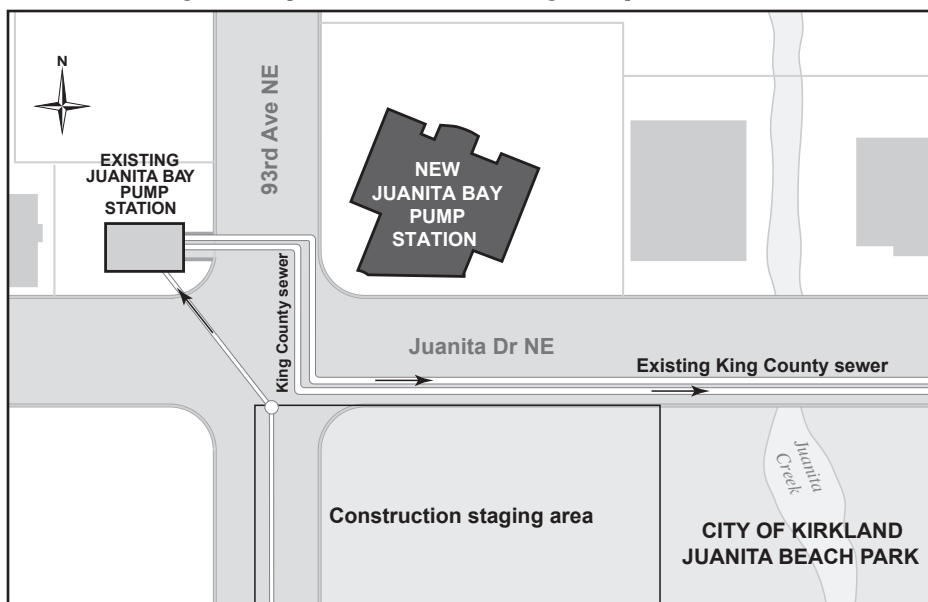 N
93rd Ave NE
EXISTING
JUANITA BAY
PUMP
STATION
NEW
JUANITA BAY
PUMP
STATION
King County sewer
Juanita Dr NE
Existing King County sewer
Juanita
Creek
Construction staging area
CITY OF KIRKLAND
JUANITA BEACH PARK